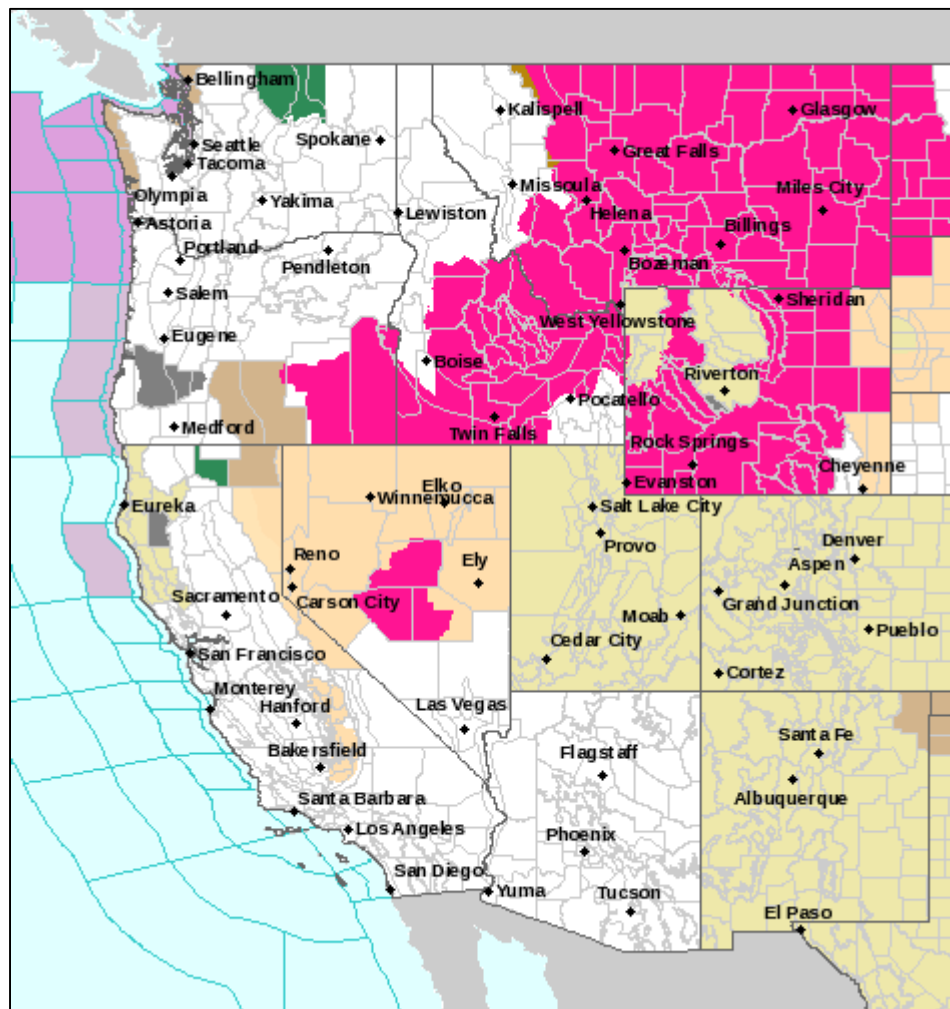 Bellingham
Kalispell
Glasgow
Seattle
Spokane
Great Falls
Tacoma
Missoula
Miles City
Olympia
Yakima
Lewiston
Helena
Astoria
Billings
Portland
Pendleton
Bozeman
Salem
Sheridan
West Yellowstone
Eugene
Boise
Riverton
Pocatello
Medford
Twin Falls
Rock Springs
Cheyenne
Evanston
Elko
Winnemucca
Eureka
Salt Lake City
Provo
Denver
Reno
Ely
Aspen
Sacramento
Carson City
Grand Junction
Moab
Pueblo
Cedar City
San Francisco
Cortez
Monterey
Hanford
Las Vegas
Santa Fe
Bakersfield
Flagstaff
Albuquerque
Santa Barbara
Los Angeles
Phoenix
San Diego
Yuma
Tucson
El Paso